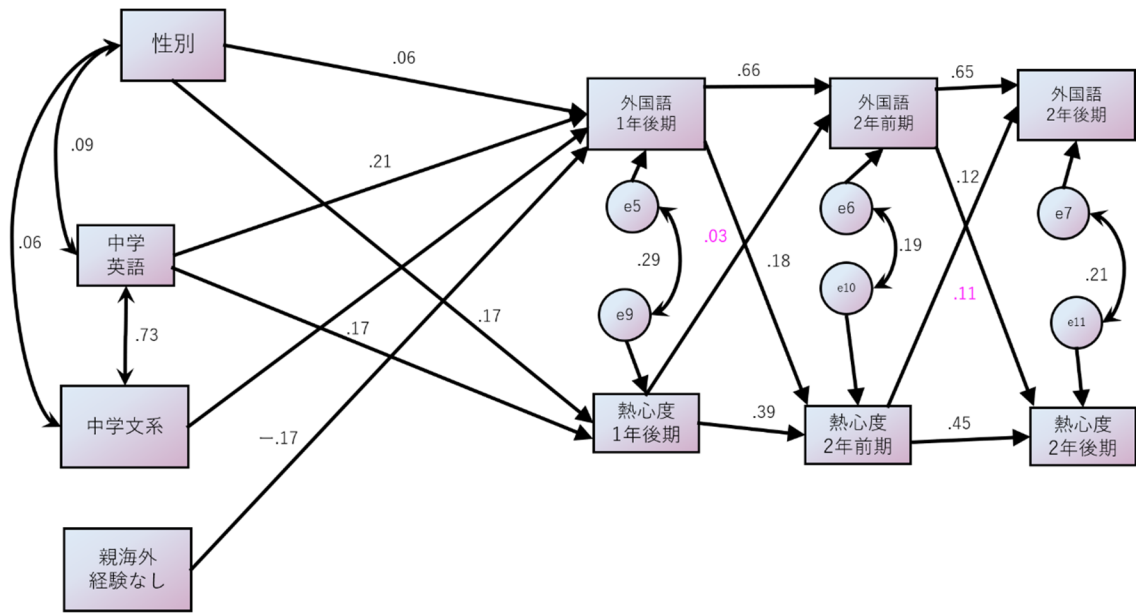 性別
.06
外国語
1年後期
.66
外国語
2年前期
.65
外国語
2年後期
.09
.21
.06
中学
英語
e5
e6
e7
.12
.03
.18
.19
.29
.11
.21
e9
e10
e11
.73
.17
.17
中学文系
ー.17
熱心度
1年後期
.39
熱心度
2年前期
.45
熱心度
2年後期
親海外
経験なし